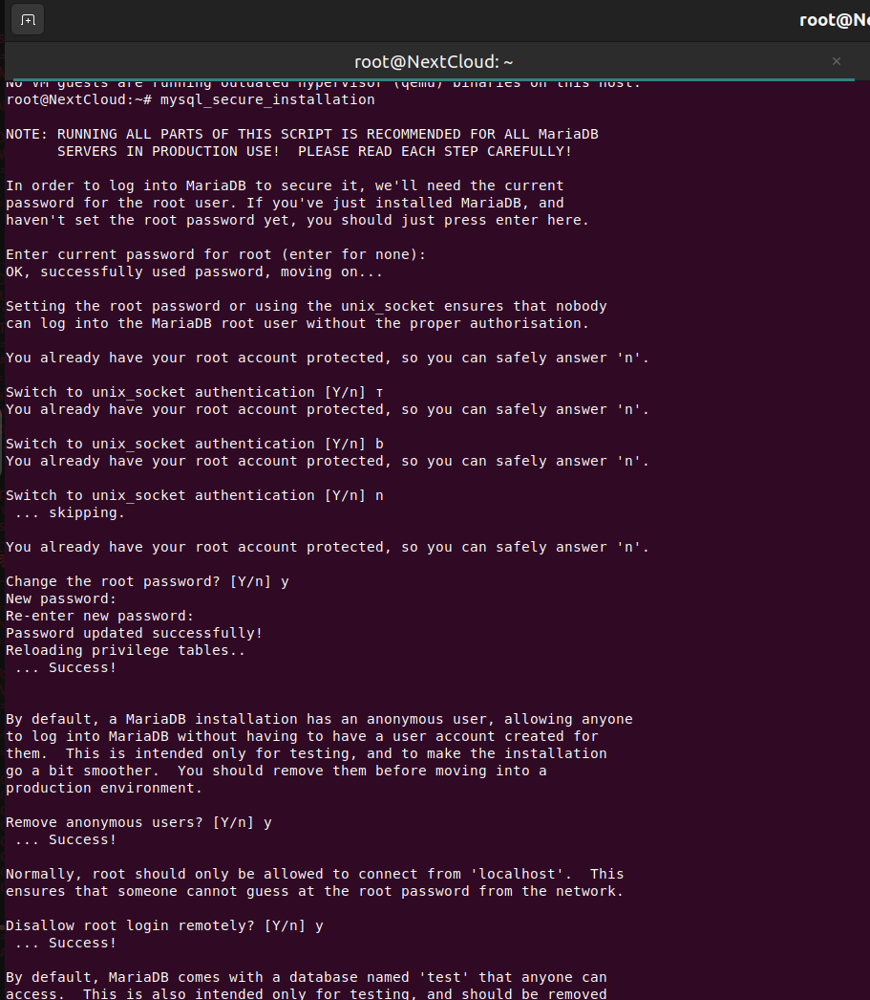 root@Ne
root@NextCloud: ~
No VM guests are running outdated hypervisor (qemu) binaries on this host.
root@NextCloud:~# mysql_secure_installation
NOTE: RUNNING ALL PARTS OF THIS SCRIPT IS RECOMMENDED FOR ALL MariaDB
SERVERS IN PRODUCTION USE!  PLEASE READ EACH STEP CAREFULLY!
In order to log into MariaDB to secure it, we'll need the current
password for the root user. If you've just installed MariaDB, and
haven't set the root password yet, you should just press enter here.
Enter current password for root (enter for none):
OK, successfully used password, moving on...
Setting the root password or using the unix_socket ensures that nobody
can log into the MariaDB root user without the proper authorisation.
You already have your root account protected, so you can safely answer 'n'.
Switch to unix_socket authentication [Y/n] т
You already have your root account protected, so you can safely answer 'n'.
Switch to unix_socket authentication [Y/n] b
You already have your root account protected, so you can safely answer 'n'.
Switch to unix_socket authentication [Y/n] n
... skipping.
You already have your root account protected, so you can safely answer 'n'.
Change the root password? [Y/n] y
New password:
Re-enter new password:
Password updated successfully!
Reloading privilege tables..
... Success!
By default, a MariaDB installation has an anonymous user, allowing anyone
to log into MariaDB without having to have a user account created for
them.  This is intended only for testing, and to make the installation
go a bit smoother.  You should remove them before moving into a
production environment.
Remove anonymous users? [Y/n] y
... Success!
Normally, root should only be allowed to connect from 'localhost'.  This
ensures that someone cannot guess at the root password from the network.
Disallow root login remotely? [Y/n] y
... Success!
By default, MariaDB comes with a database named 'test' that anyone can
access.  This is also intended only for testing, and should be removed